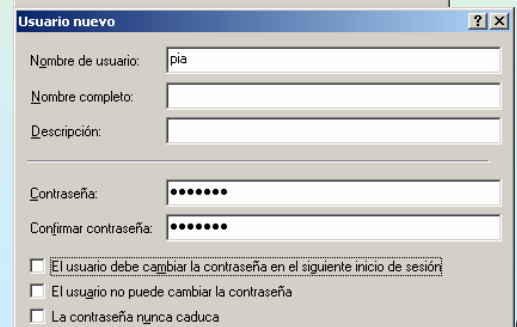 Usuario nuevo
Nombre de usuario: pia
Nombre completo:
Descripción:
Contraseña: •••••••
Confirmar contraseña: •••••••
El usuario debe cambiar la contraseña en el siguiente inicio de sesión
El usuario no puede cambiar la contraseña
La contraseña nunca caduca